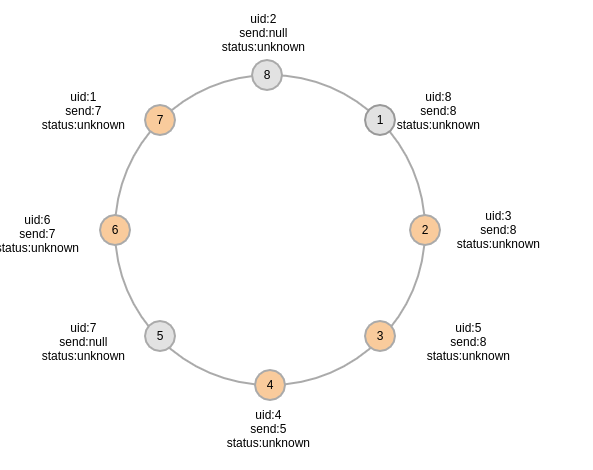 uid:2
send:null
status:unknown
8
uid:1
send:7
status:unknown
7
uid:8
send:8
status:unknown
1
uid:6
send:7
status:unknown
6
uid:3
send:8
status:unknown
2
uid:7
send:null
status:unknown
5
uid:5
send:8
status:unknown
3
4
uid:4
send:5
status:unknown